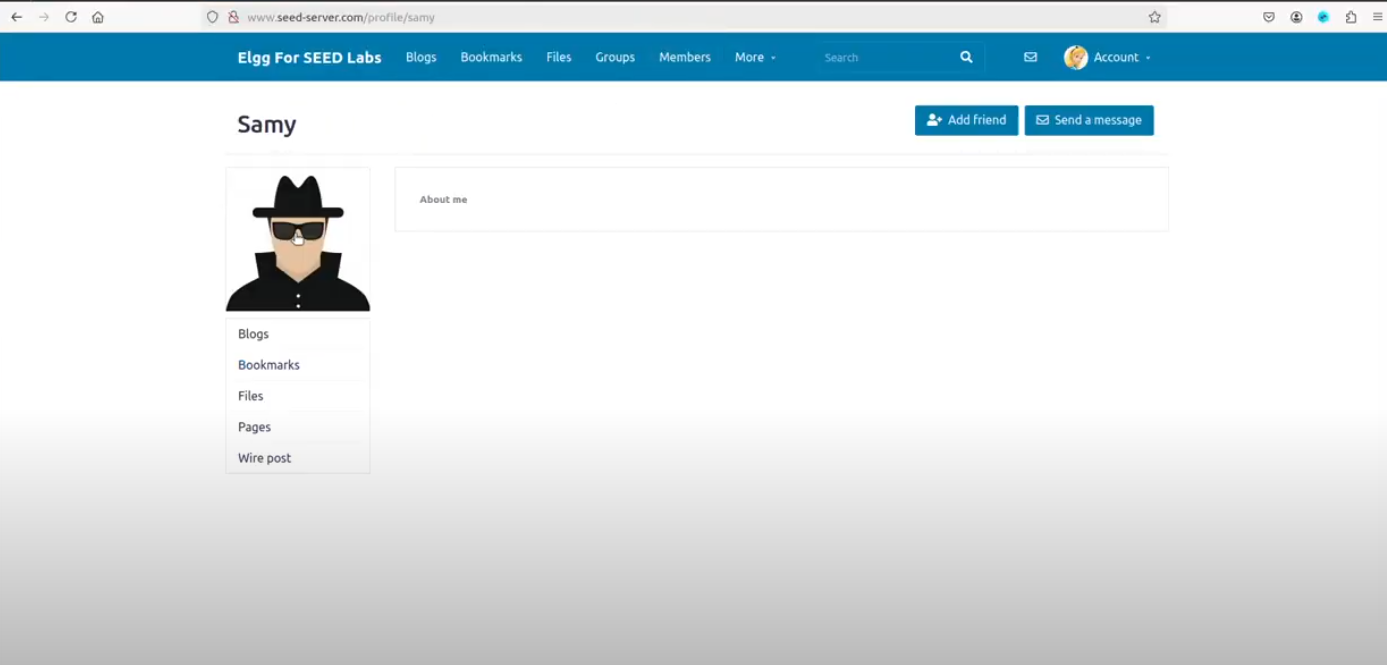 www.seed-server.com/profile/samy
Elgg For SEED Labs Blogs Bookmarks Files Groups Members More Search Account
Samy
Add friend Send a message
About me
Blogs
Bookmarks
Files
Pages
Wire post